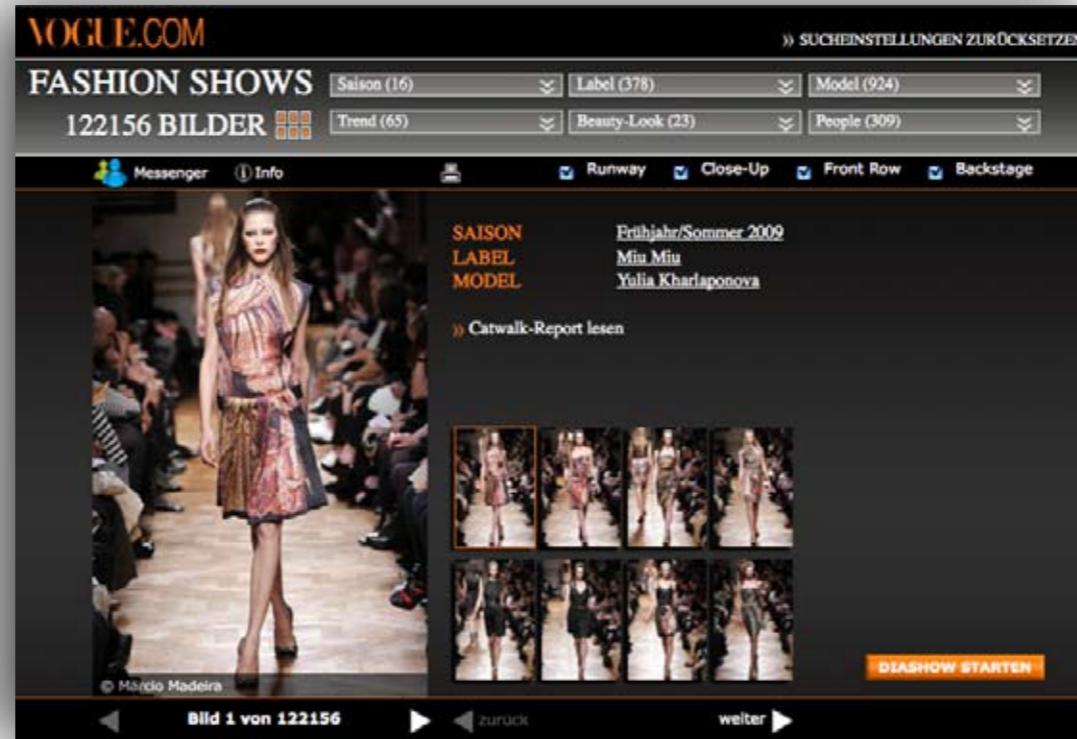 VOGUE.COM
» SUCHEINSTELLUNGEN ZURÜCKSETZEN
FASHION SHOWS
122156 BILDER
Saison (16)
Label (378)
Model (924)
Trend (65)
Beauty-Look (23)
People (309)
Messenger
Info
Runway
Close-Up
Front Row
Backstage
SAISON Frühjahr/Sommer 2009
LABEL Miu Miu
MODEL Yulia Kharlaponova
» Catwalk-Report lesen
© Márcio Madeira
DIASHOW STARTEN
Bild 1 von 122156
zurück
weiter